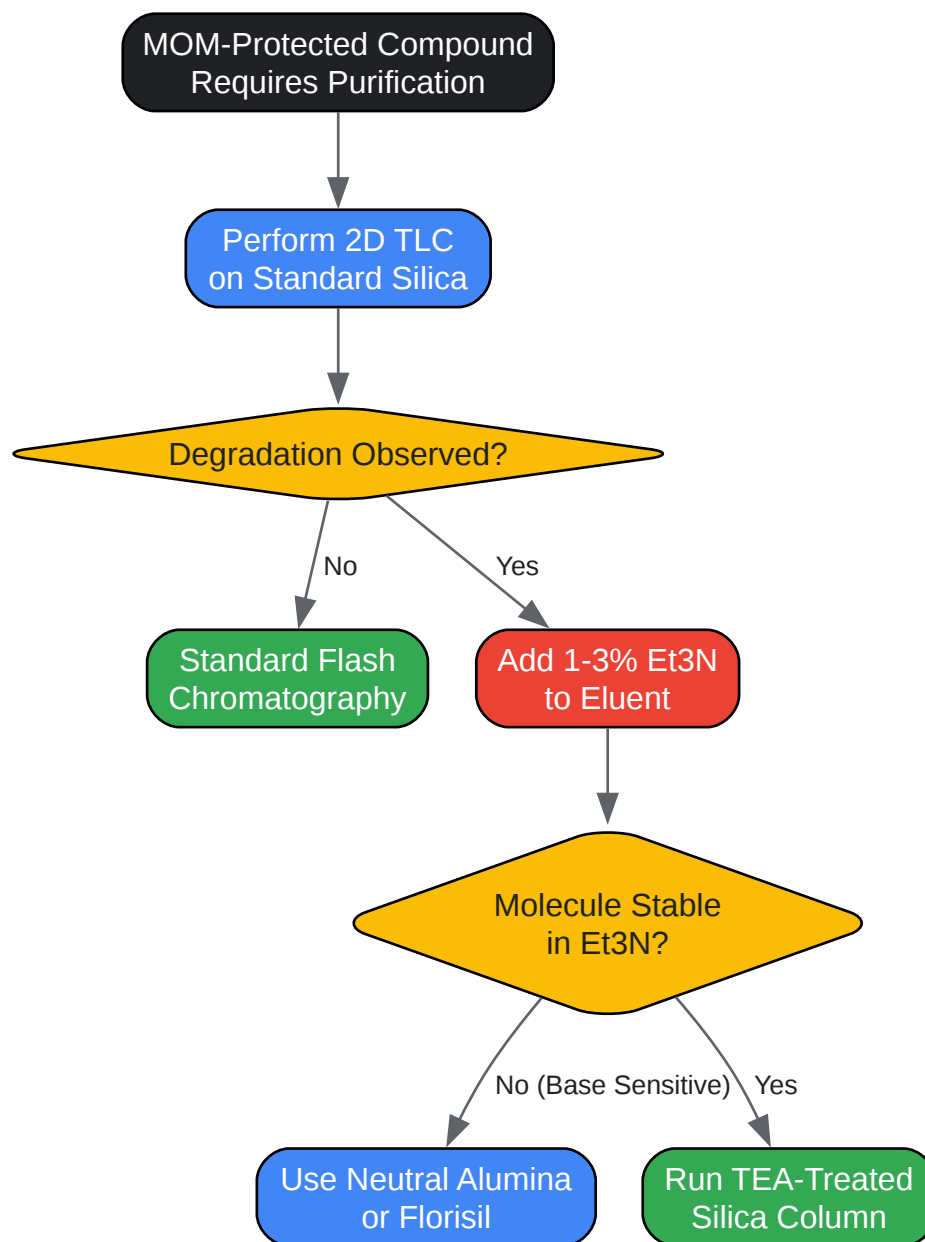 MOM-Protected Compound
Requires Purification
Perform 2D TLC
on Standard Silica
Degradation Observed?
No
Yes
Standard Flash
Chromatography
Add 1-3% Et3N
to Eluent
Molecule Stable
in Et3N?
No (Base Sensitive)
Yes
Use Neutral Alumina
or Florisil
Run TEA-Treated
Silica Column